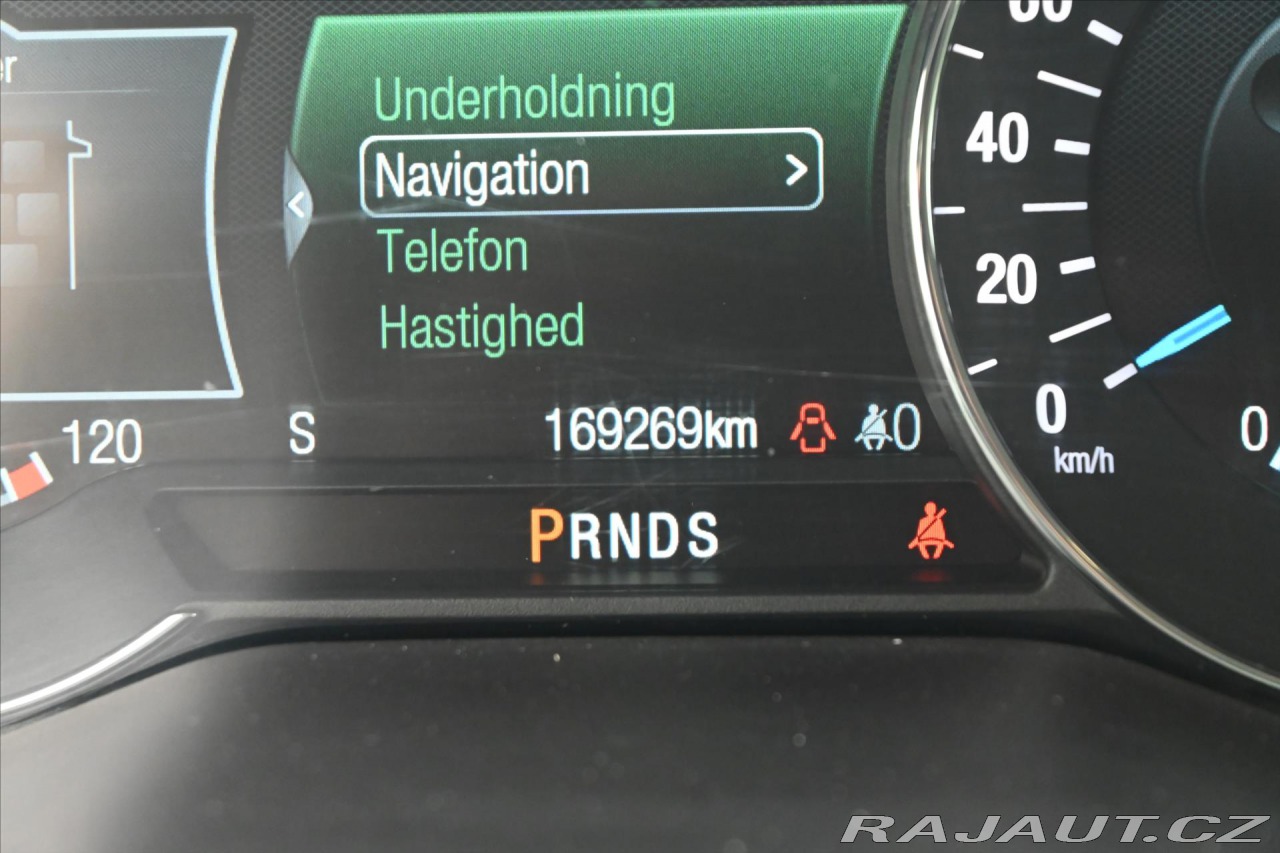 Underholdning
Navigation >
Telefon
Hastighed
40
20
0
km/h
0
120
S
169269km
0
PRNDS
RAJAUT.CZ